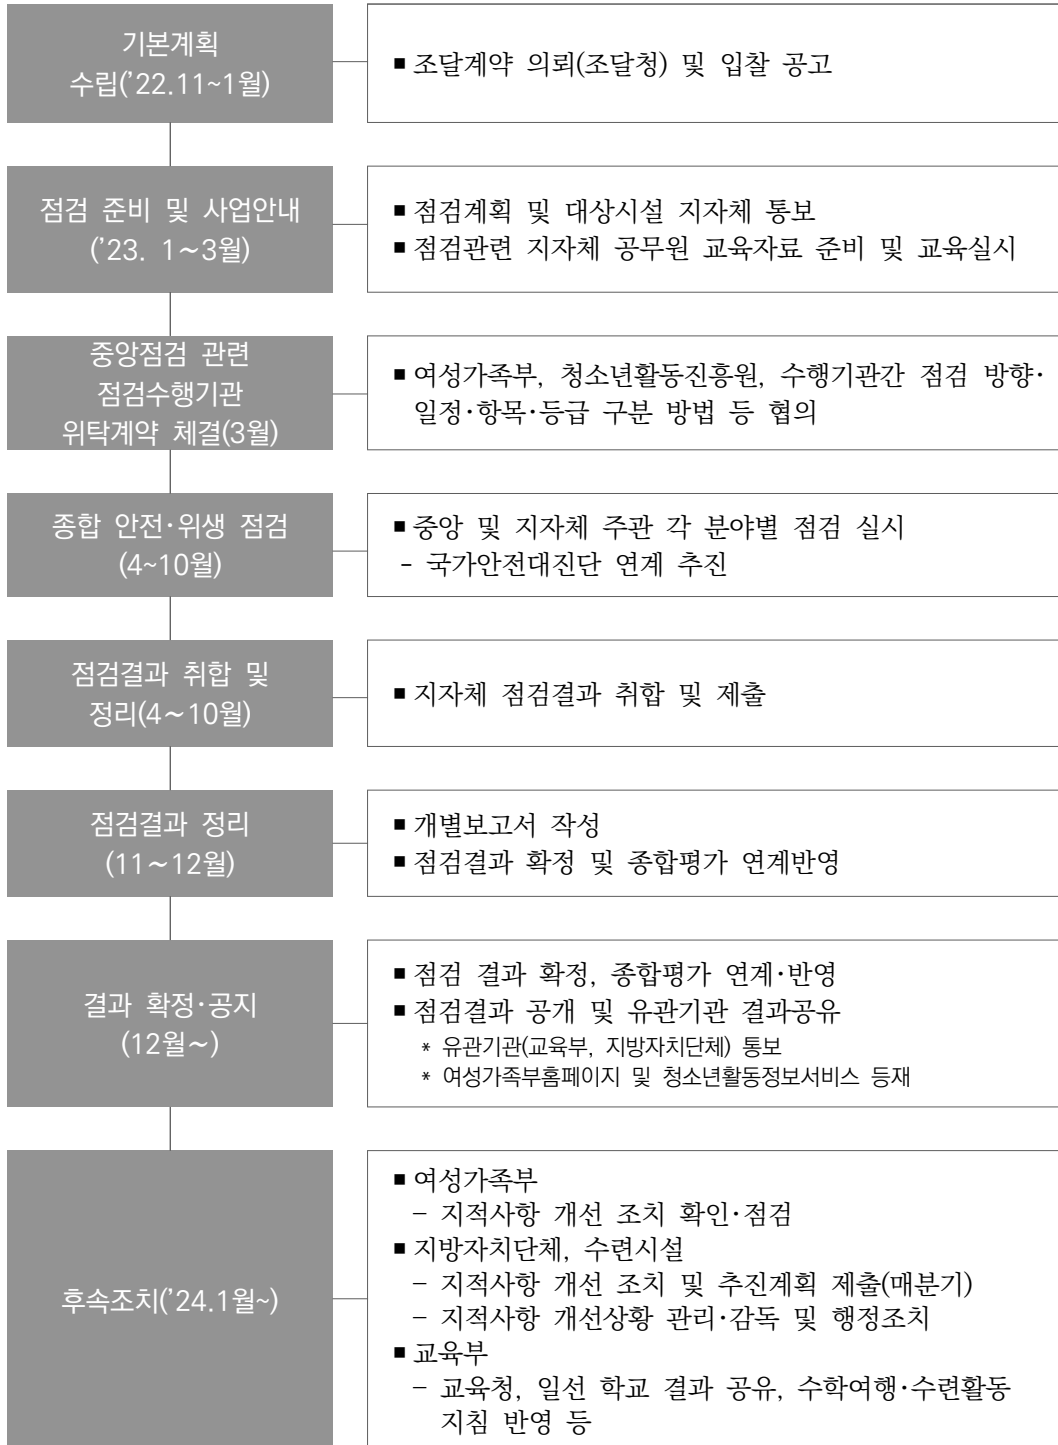 기본계획
수립('22.11~1월)
■ 조달계약 의뢰(조달청) 및 입찰 공고
점검 준비 및 사업안내
('23. 1～3월)
■ 점검계획 및 대상시설 지자체 통보
■ 점검관련 지자체 공무원 교육자료 준비 및 교육실시
중앙점검 관련
점검수행기관
위탁계약 체결(3월)
■ 여성가족부, 청소년활동진흥원, 수행기관간 점검 방향·
일정·항목·등급 구분 방법 등 협의
종합 안전·위생 점검
(4~10월)
■ 중앙 및 지자체 주관 각 분야별 점검 실시
- 국가안전대진단 연계 추진
점검결과 취합 및
정리(4～10월)
■ 지자체 점검결과 취합 및 제출
점검결과 정리
(11～12월)
■ 개별보고서 작성
■ 점검결과 확정 및 종합평가 연계반영
결과 확정·공지
(12월～)
■ 점검 결과 확정, 종합평가 연계·반영
■ 점검결과 공개 및 유관기관 결과공유
* 유관기관(교육부, 지방자치단체) 통보
* 여성가족부홈페이지 및 청소년활동정보서비스 등재
후속조치('24.1월~)
■ 여성가족부
- 지적사항 개선 조치 확인·점검
■ 지방자치단체, 수련시설
- 지적사항 개선 조치 및 추진계획 제출(매분기)
- 지적사항 개선상황 관리·감독 및 행정조치
■ 교육부
- 교육청, 일선 학교 결과 공유, 수학여행·수련활동
지침 반영 등